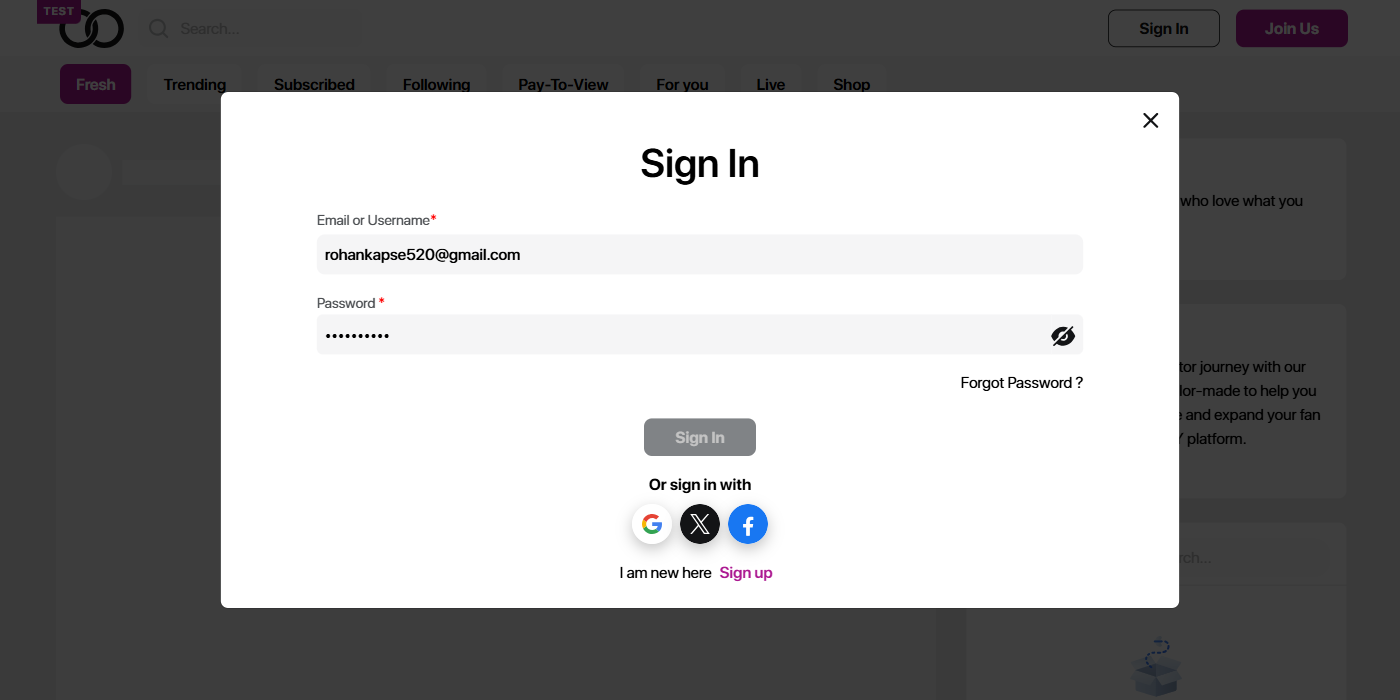 TEST
Search...
Sign In
Join Us
Fresh
Trending
Subscribed
Following
Pay-To-View
For you
Live
Shop
Sign In
who love what you
Email or Username*
rohankapse520@gmail.com
Password *
••••••••••
tor journey with our
Forgot Password ?
lor-made to help you
and expand your fan
Sign In
platform.
Or sign in with
rch...
I am new here Sign up